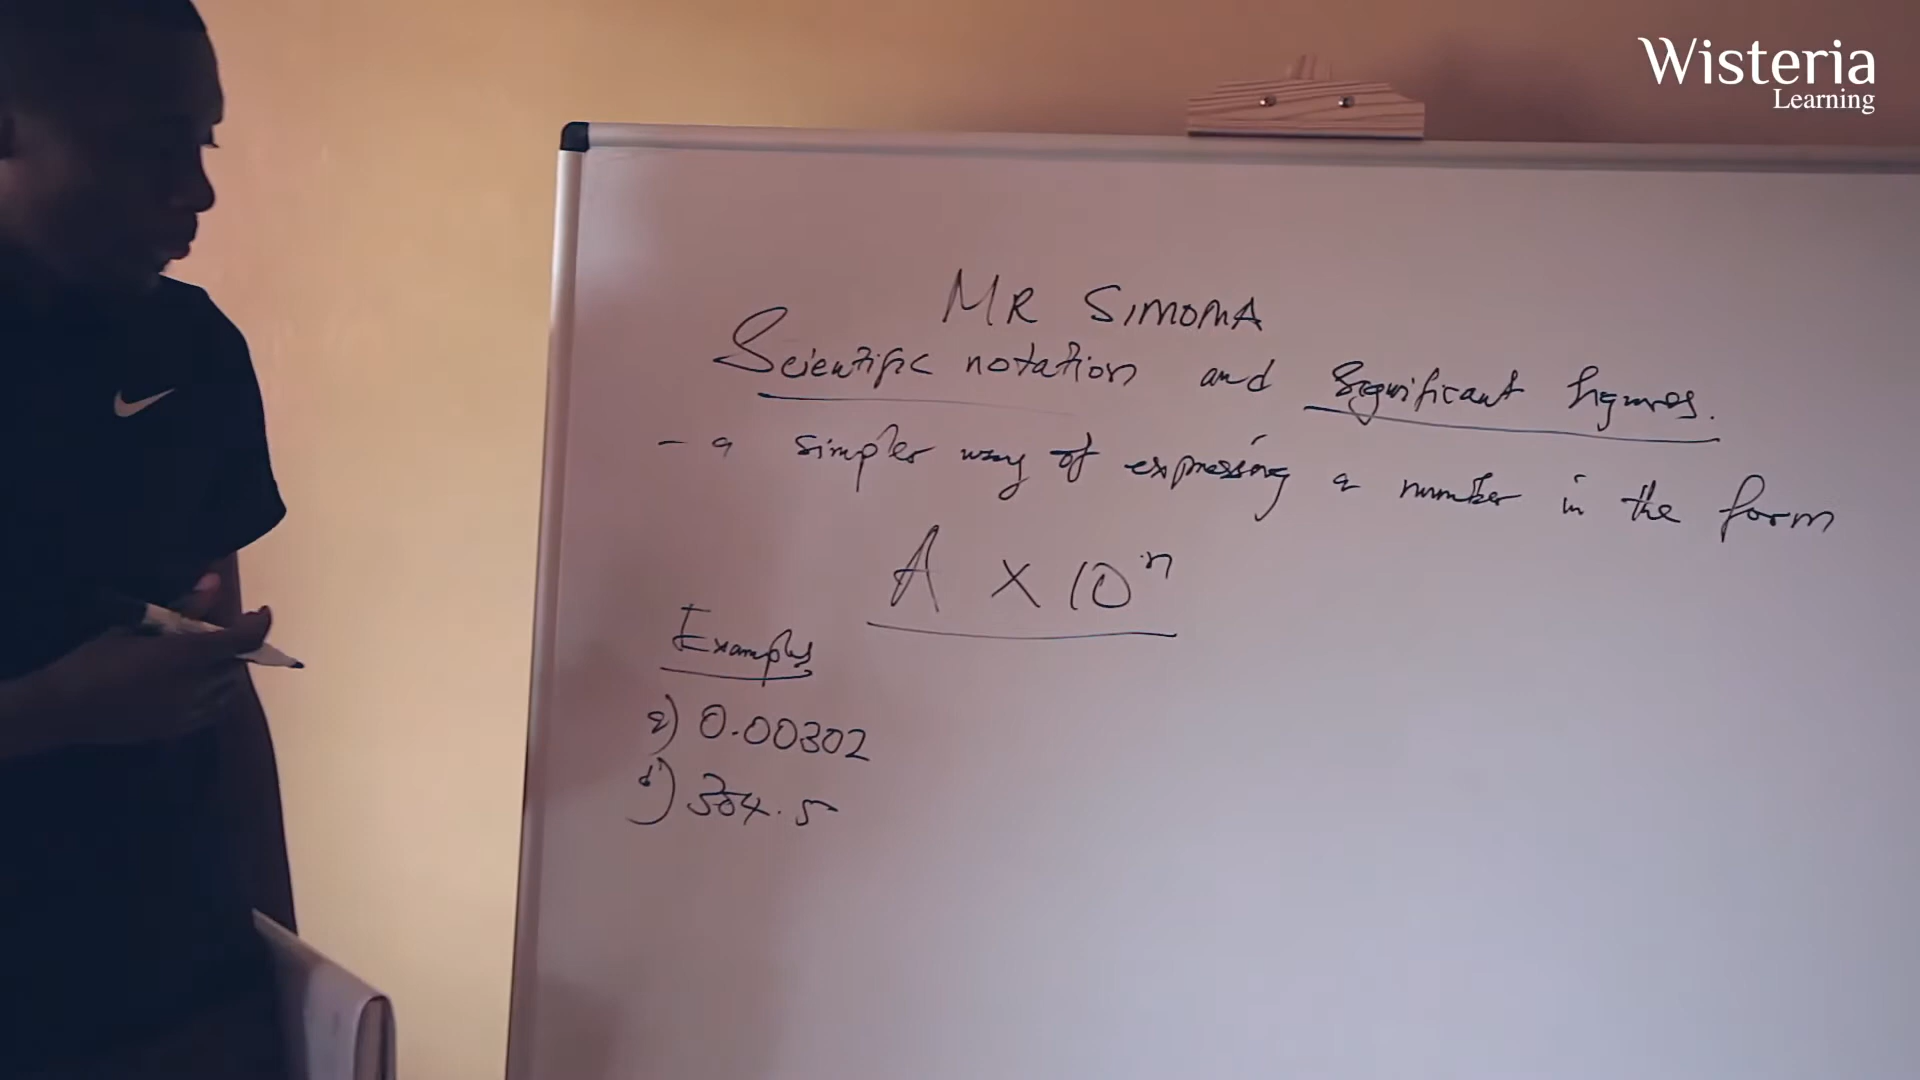 Wisteria
Learning
MR SIMOMA
Scientific notation and Significant figures.
- a simpler way of expressing a number in the form
A × 10ⁿ
Examples
a) 0.00302
b) 304.5